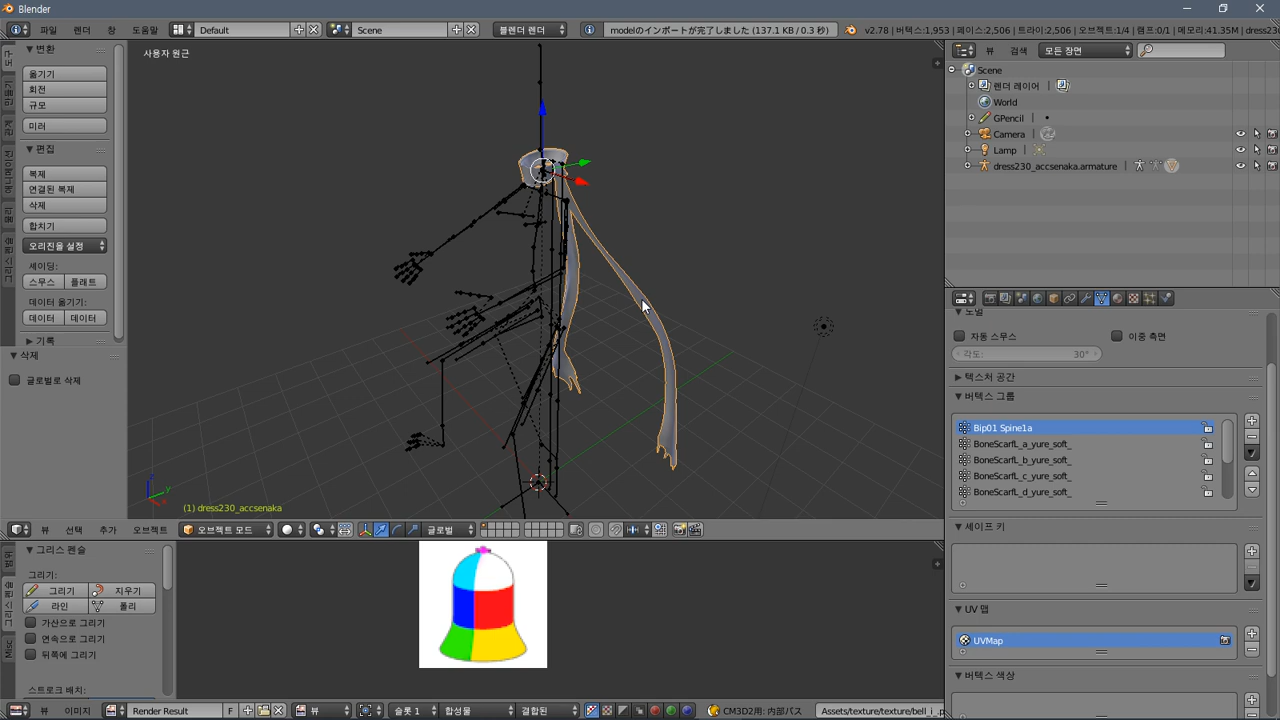 Blender
파일
렌더
창
도움말
Default
Scene
블렌더 렌더
modelのインポートが完了しました (137.1 KB / 0.3 秒)
v2.78 | 버텍스:1,953 | 페이스:2,506 | 트라이:2,506 | 오브젝트:1/4 | 램프:0/1 | 메모리:41.35M | dress23
변환
옮기기
회전
규모
미러
편집
복제
연결된 복제
삭제
합치기
오리진을 설정
셰이딩:
스무스
플래트
데이터 옮기기:
데이터
데이터
기록
삭제
글로벌로 삭제
사용자 원근
(1) dress230_accsenaka
뷰
선택
추가
오브젝트
오브젝트 모드
글로벌
뷰
검색
모든 장면
Scene
렌더 레이어
World
GPencil
Camera
Lamp
dress230_accsenaka.armature
노멀
자동 스무스
이중 측면
각도:
30°
텍스처 공간
버텍스 그룹
Bip01 Spine1a
BoneScarfL_a_yure_soft_
BoneScarfL_b_yure_soft_
BoneScarfL_c_yure_soft_
BoneScarfL_d_yure_soft_
셰이프 키
UV 맵
UVMap
버텍스 색상
그리스 펜슬
그리기:
그리기
지우기
라인
폴리
가산으로 그리기
연속으로 그리기
뒤쪽에 그리기
스트로크 배치:
Misc
뷰
이미지
Render Result
F
뷰
슬롯 1
합성물
결합된
CM3D2用: 内部パス
Assets/texture/texture/bell_i_.p